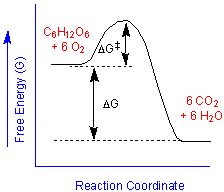 C₆H₁₂O₆
+ 6 O₂
ΔG‡
ΔG
6 CO₂
+ 6 H₂O
Free Energy (G)
Reaction Coordinate